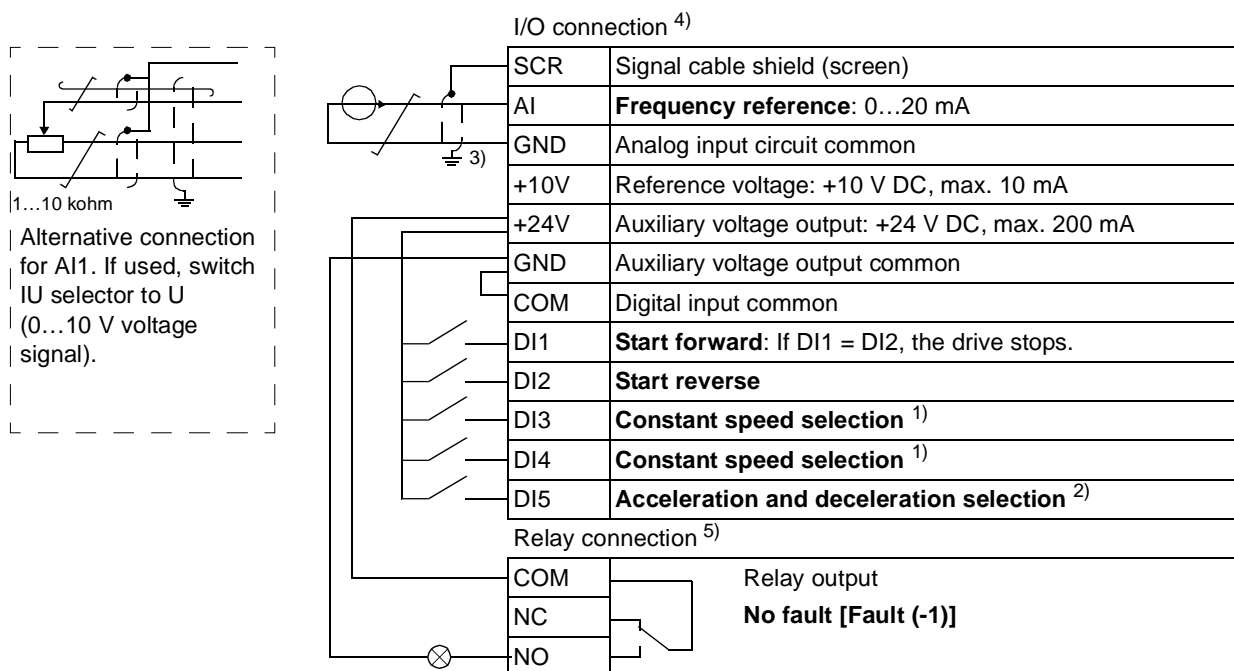 I/O connection 4)
SCR Signal cable shield (screen)
AI Frequency reference: 0…20 mA
GND Analog input circuit common
3)
+10V Reference voltage: +10 V DC, max. 10 mA
+24V Auxiliary voltage output: +24 V DC, max. 200 mA
GND Auxiliary voltage output common
COM Digital input common
DI1 Start forward: If DI1 = DI2, the drive stops.
DI2 Start reverse
DI3 Constant speed selection 1)
DI4 Constant speed selection 1)
DI5 Acceleration and deceleration selection 2)
1…10 kohm
Alternative connection
for AI1. If used, switch
IU selector to U
(0…10 V voltage
signal).
Relay connection 5)
COM Relay output
NC No fault [Fault (-1)]
NO